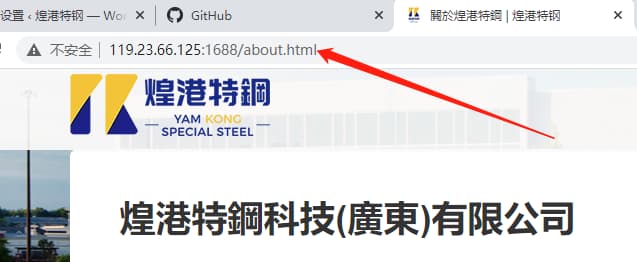 设置 ‹ 煌港特钢 — Wor
GitHub
關於煌港特鋼 | 煌港特钢
不安全 | 119.23.66.125:1688/about.html
煌港特鋼
YAM KONG
SPECIAL STEEL
煌港特鋼科技(廣東)有限公司